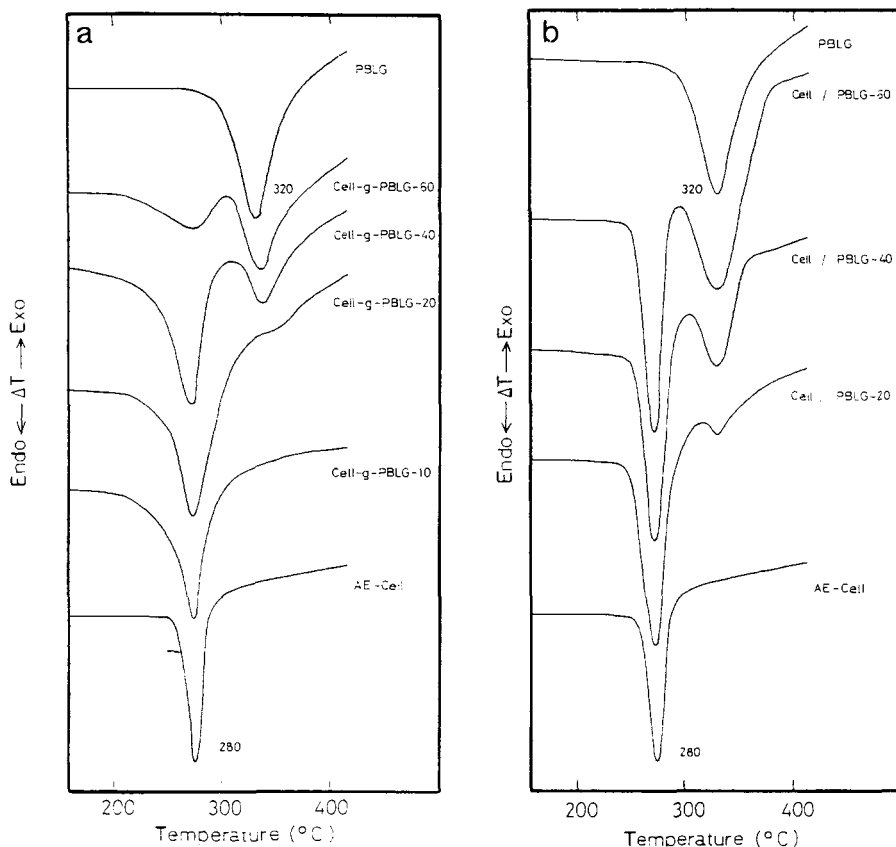 a
PBLG
320
Cell-g-PBLG-60
Cell-g-PBLG-40
Cell-g-PBLG-20
Cell-g-PBLG-10
AE-Cell
280
Endo ← ΔT → Exo
200 300 400
Temperature (°C)
b
PBLG
Cell / PBLG-60
320
Cell / PBLG-40
Cell / PBLG-20
AE-Cell
280
Endo ← ΔT → Exo
200 300 400
Temperature (°C)